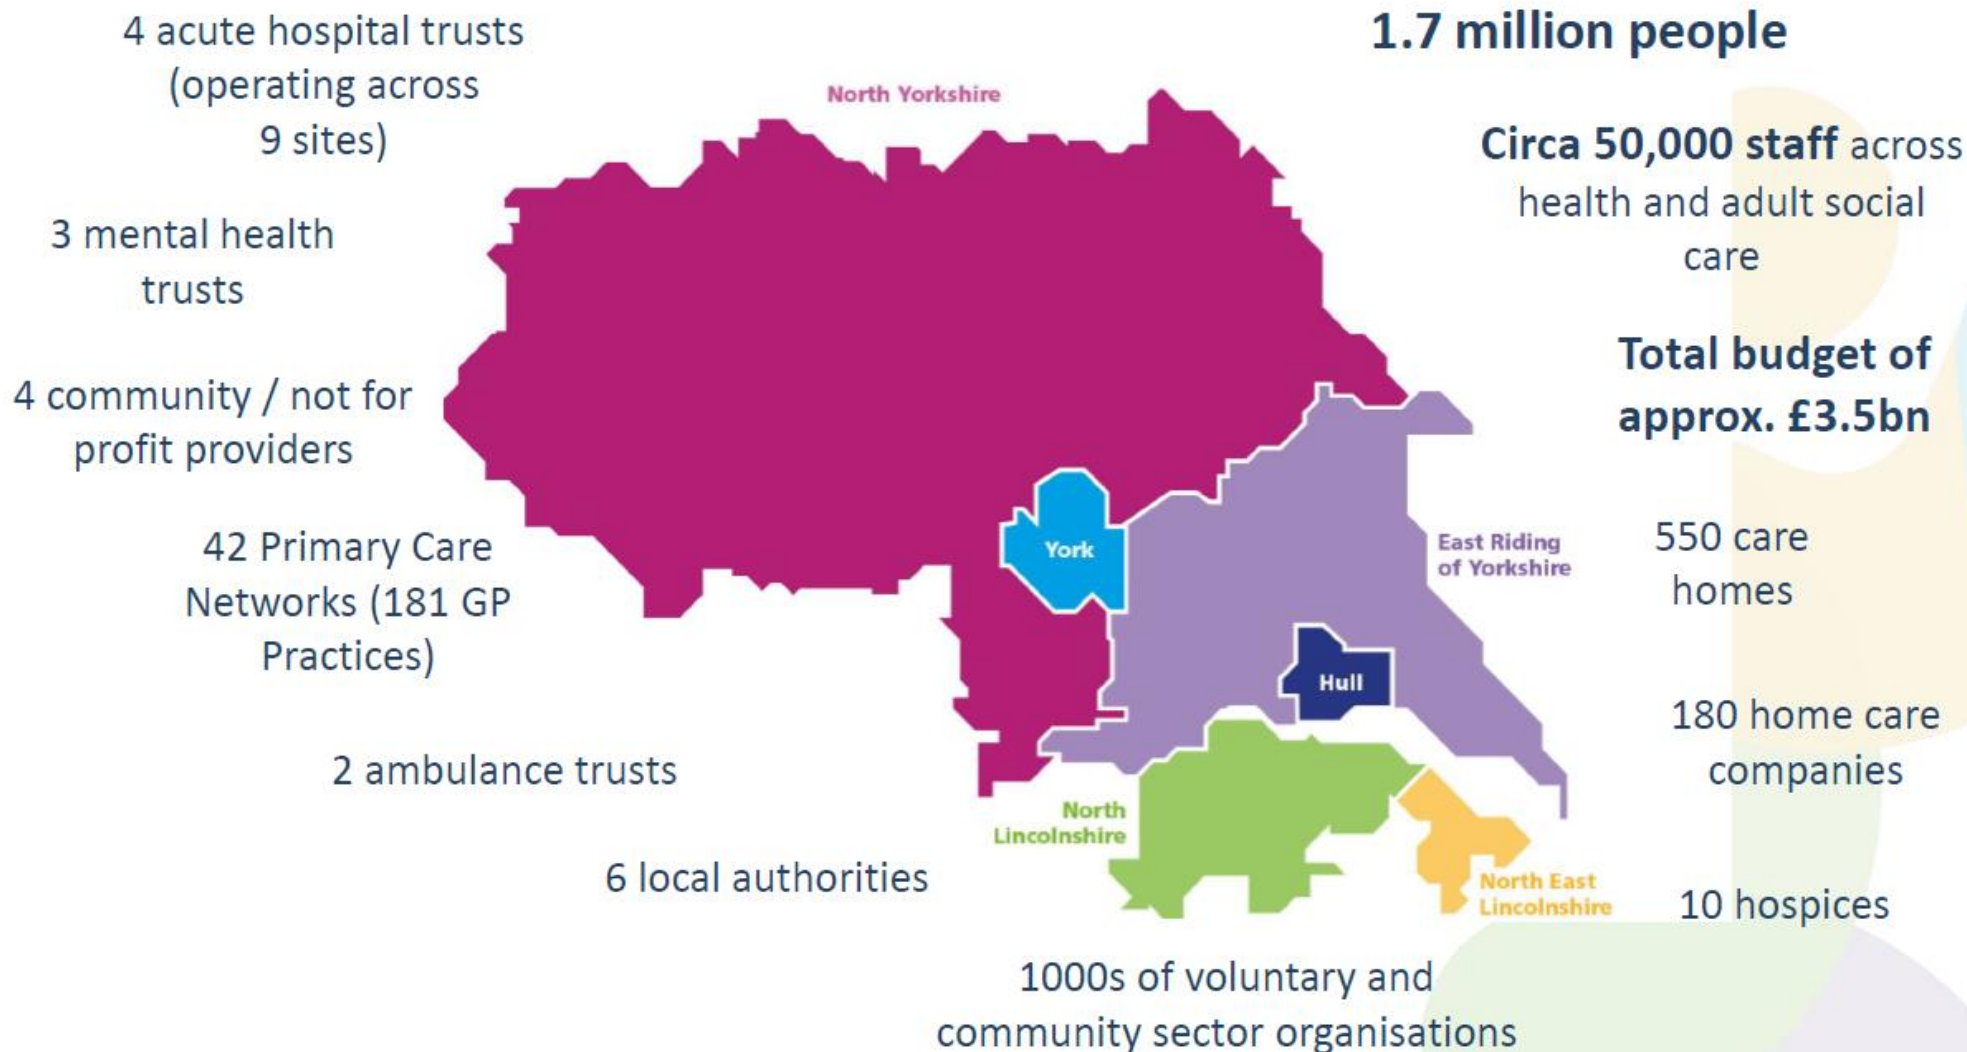 4 acute hospital trusts
(operating across
9 sites)
3 mental health
trusts
4 community / not for
profit providers
42 Primary Care
Networks (181 GP
Practices)
2 ambulance trusts
6 local authorities
1000s of voluntary and
community sector organisations
North Yorkshire
York
East Riding
of Yorkshire
Hull
North
Lincolnshire
North East
Lincolnshire
1.7 million people
Circa 50,000 staff across
health and adult social
care
Total budget of
approx. £3.5bn
550 care
homes
180 home care
companies
10 hospices